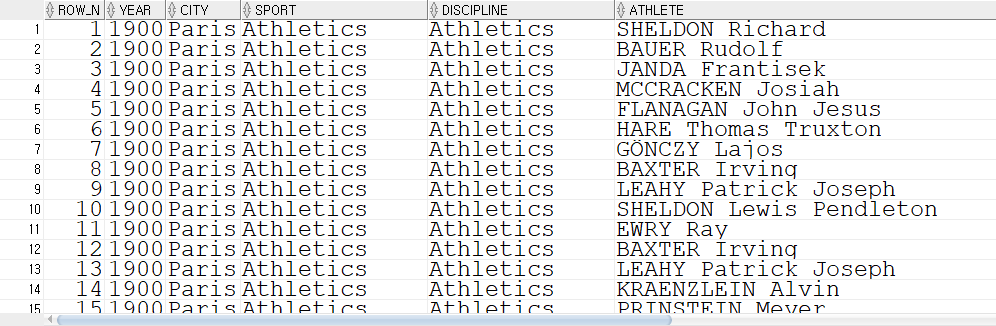 ROW_N YEAR CITY SPORT DISCIPLINE ATHLETE
1 1 1900 Paris Athletics Athletics SHELDON Richard
2 2 1900 Paris Athletics Athletics BAUER Rudolf
3 3 1900 Paris Athletics Athletics JANDA Frantisek
4 4 1900 Paris Athletics Athletics MCCRACKEN Josiah
5 5 1900 Paris Athletics Athletics FLANAGAN John Jesus
6 6 1900 Paris Athletics Athletics HARE Thomas Truxton
7 7 1900 Paris Athletics Athletics GÖNCZY Lajos
8 8 1900 Paris Athletics Athletics BAXTER Irving
9 9 1900 Paris Athletics Athletics LEAHY Patrick Joseph
10 10 1900 Paris Athletics Athletics SHELDON Lewis Pendleton
11 11 1900 Paris Athletics Athletics EWRY Ray
12 12 1900 Paris Athletics Athletics BAXTER Irving
13 13 1900 Paris Athletics Athletics LEAHY Patrick Joseph
14 14 1900 Paris Athletics Athletics KRAENZLEIN Alvin
15 15 1900 Paris Athletics Athletics PRINSTEIN Meyer